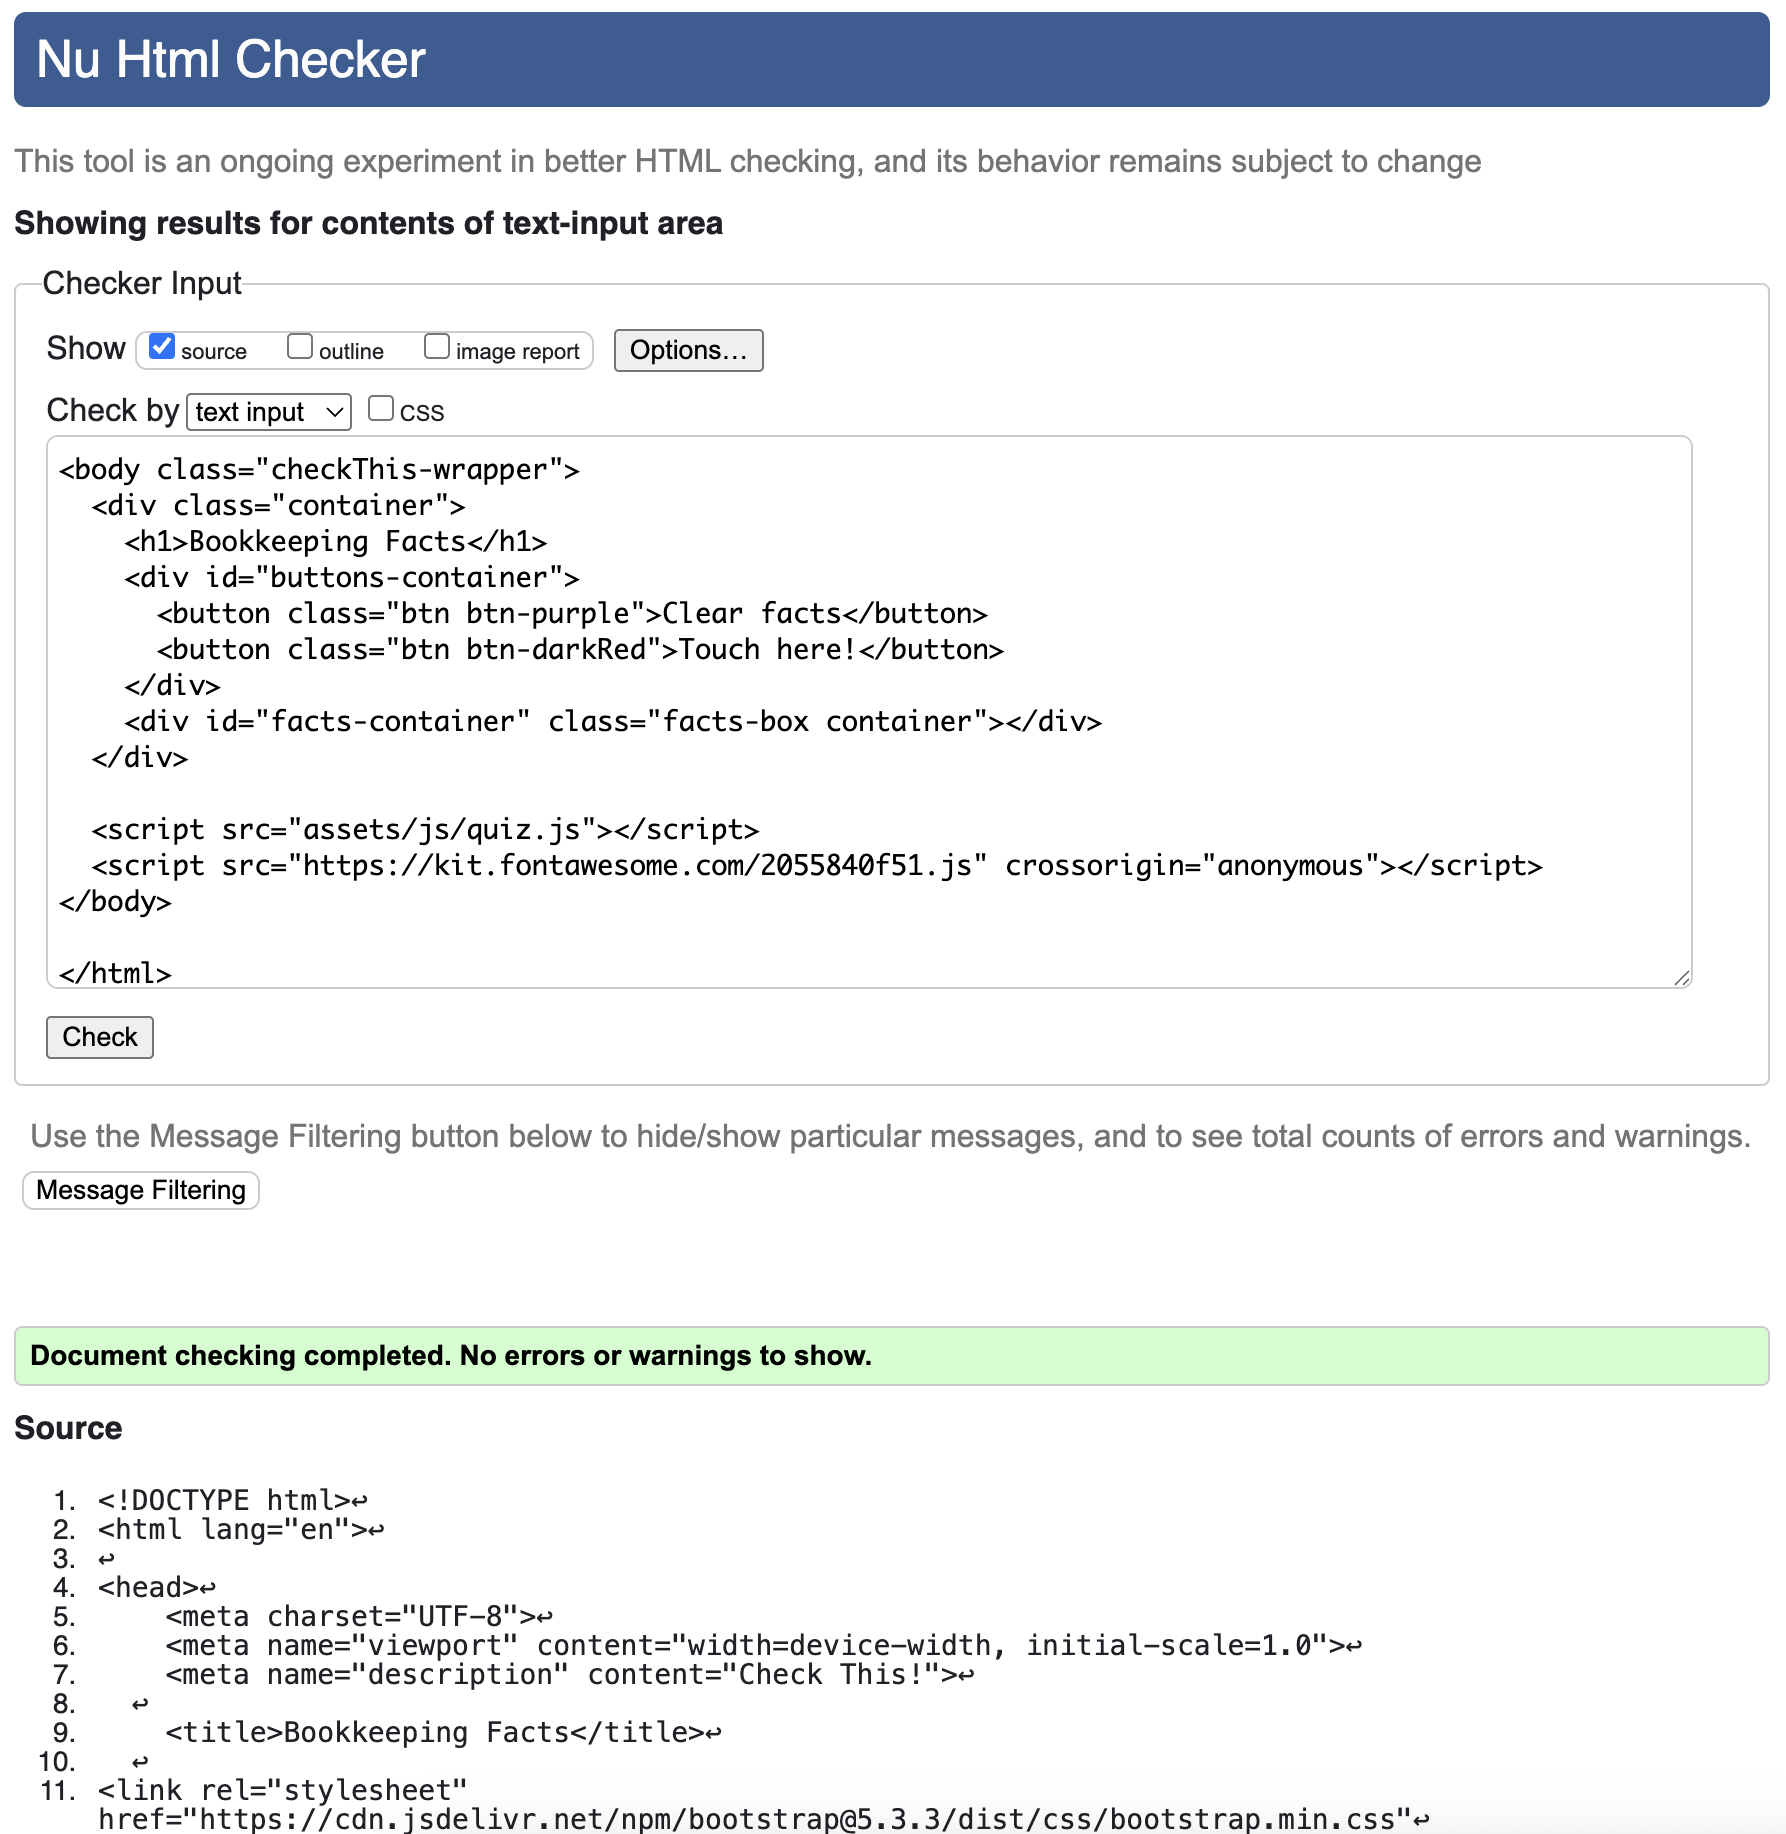 Nu Html Checker
This tool is an ongoing experiment in better HTML checking, and its behavior remains subject to change
Showing results for contents of text-input area
Checker Input
Show source outline image report Options...
Check by text input css
<body class="checkThis-wrapper">
  <div class="container">
    <h1>Bookkeeping Facts</h1>
    <div id="buttons-container">
      <button class="btn btn-purple">Clear facts</button>
      <button class="btn btn-darkRed">Touch here!</button>
    </div>
    <div id="facts-container" class="facts-box container"></div>
  </div>

  <script src="assets/js/quiz.js"></script>
  <script src="https://kit.fontawesome.com/2055840f51.js" crossorigin="anonymous"></script>
</body>

</html>
Check
Use the Message Filtering button below to hide/show particular messages, and to see total counts of errors and warnings.
Message Filtering
Document checking completed. No errors or warnings to show.
Source
1. <!DOCTYPE html>↩
2. <html lang="en">↩
3. ↩
4. <head>↩
5.     <meta charset="UTF-8">↩
6.     <meta name="viewport" content="width=device-width, initial-scale=1.0">↩
7.     <meta name="description" content="Check This!">↩
8.   ↩
9.     <title>Bookkeeping Facts</title>↩
10.   ↩
11. <link rel="stylesheet"
href="https://cdn.jsdelivr.net/npm/bootstrap@5.3.3/dist/css/bootstrap.min.css"↩